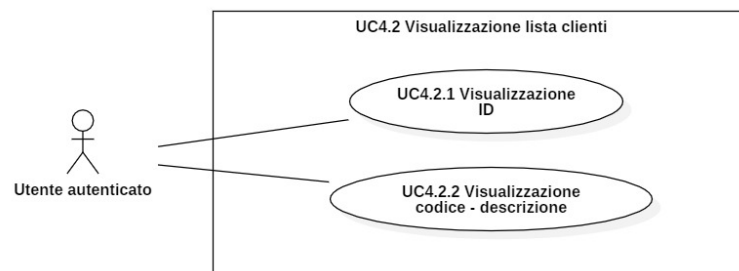 UC4.2 Visualizzazione lista clienti
UC4.2.1 Visualizzazione
ID
Utente autenticato
UC4.2.2 Visualizzazione
codice - descrizione